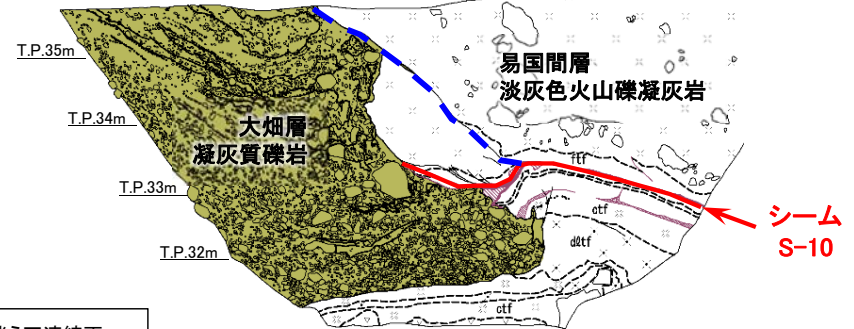 T.P.35m
易国間層
淡灰色火山礫凝灰岩
T.P.34m
大畑層
凝灰質礫岩
ftf
T.P.33m
ctf
シーム
S-10
T.P.32m
dltf
ctf